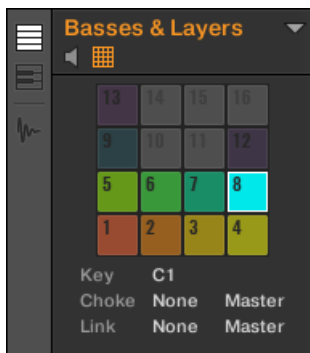 Basses & Layers
13 14 15 16
9 10 11 12
5 6 7 8
1 2 3 4
Key C1
Choke None Master
Link None Master